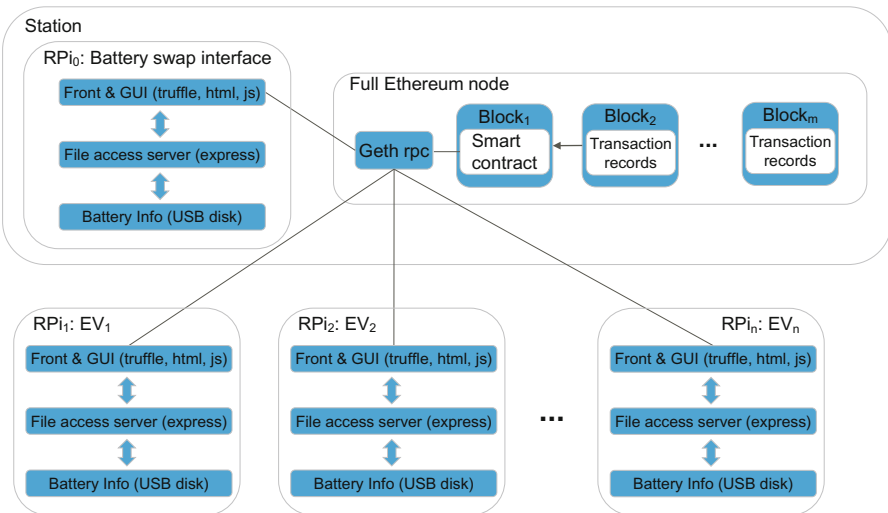 Station
RPi₀: Battery swap interface
Front & GUI (truffle, html, js)
File access server (express)
Battery Info (USB disk)
Full Ethereum node
Geth rpc
Block₁
Smart
contract
Block₂
Transaction
records
...
Blockₘ
Transaction
records
RPi₁: EV₁
Front & GUI (truffle, html, js)
File access server (express)
Battery Info (USB disk)
RPi₂: EV₂
Front & GUI (truffle, html, js)
File access server (express)
Battery Info (USB disk)
...
RPiₙ: EVₙ
Front & GUI (truffle, html, js)
File access server (express)
Battery Info (USB disk)